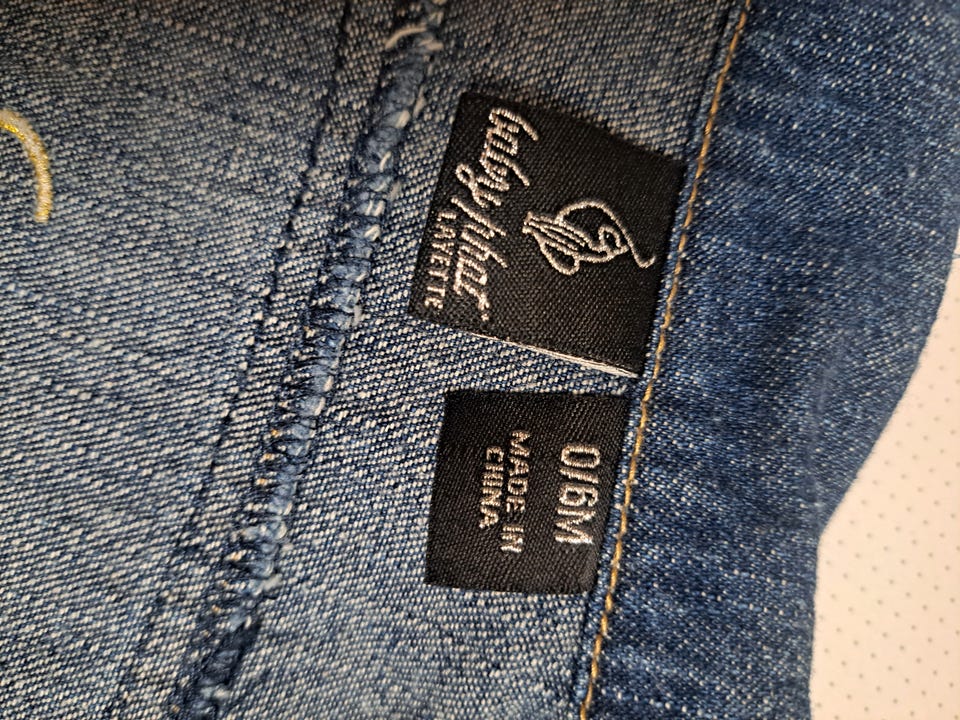 baby phat
LAYETTE
0/6M
MADE IN
CHINA